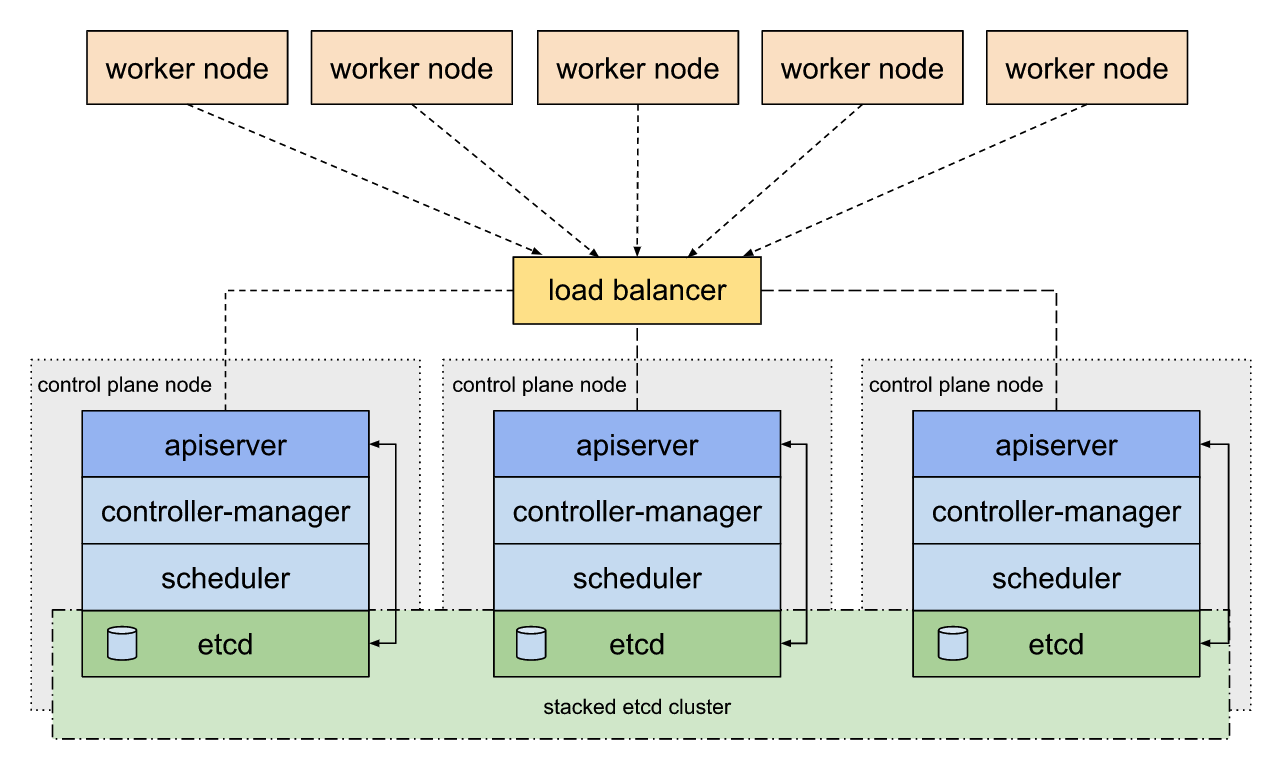 worker node
worker node
worker node
worker node
worker node
load balancer
control plane node
control plane node
control plane node
apiserver
apiserver
apiserver
controller-manager
controller-manager
controller-manager
scheduler
scheduler
scheduler
etcd
etcd
etcd
stacked etcd cluster